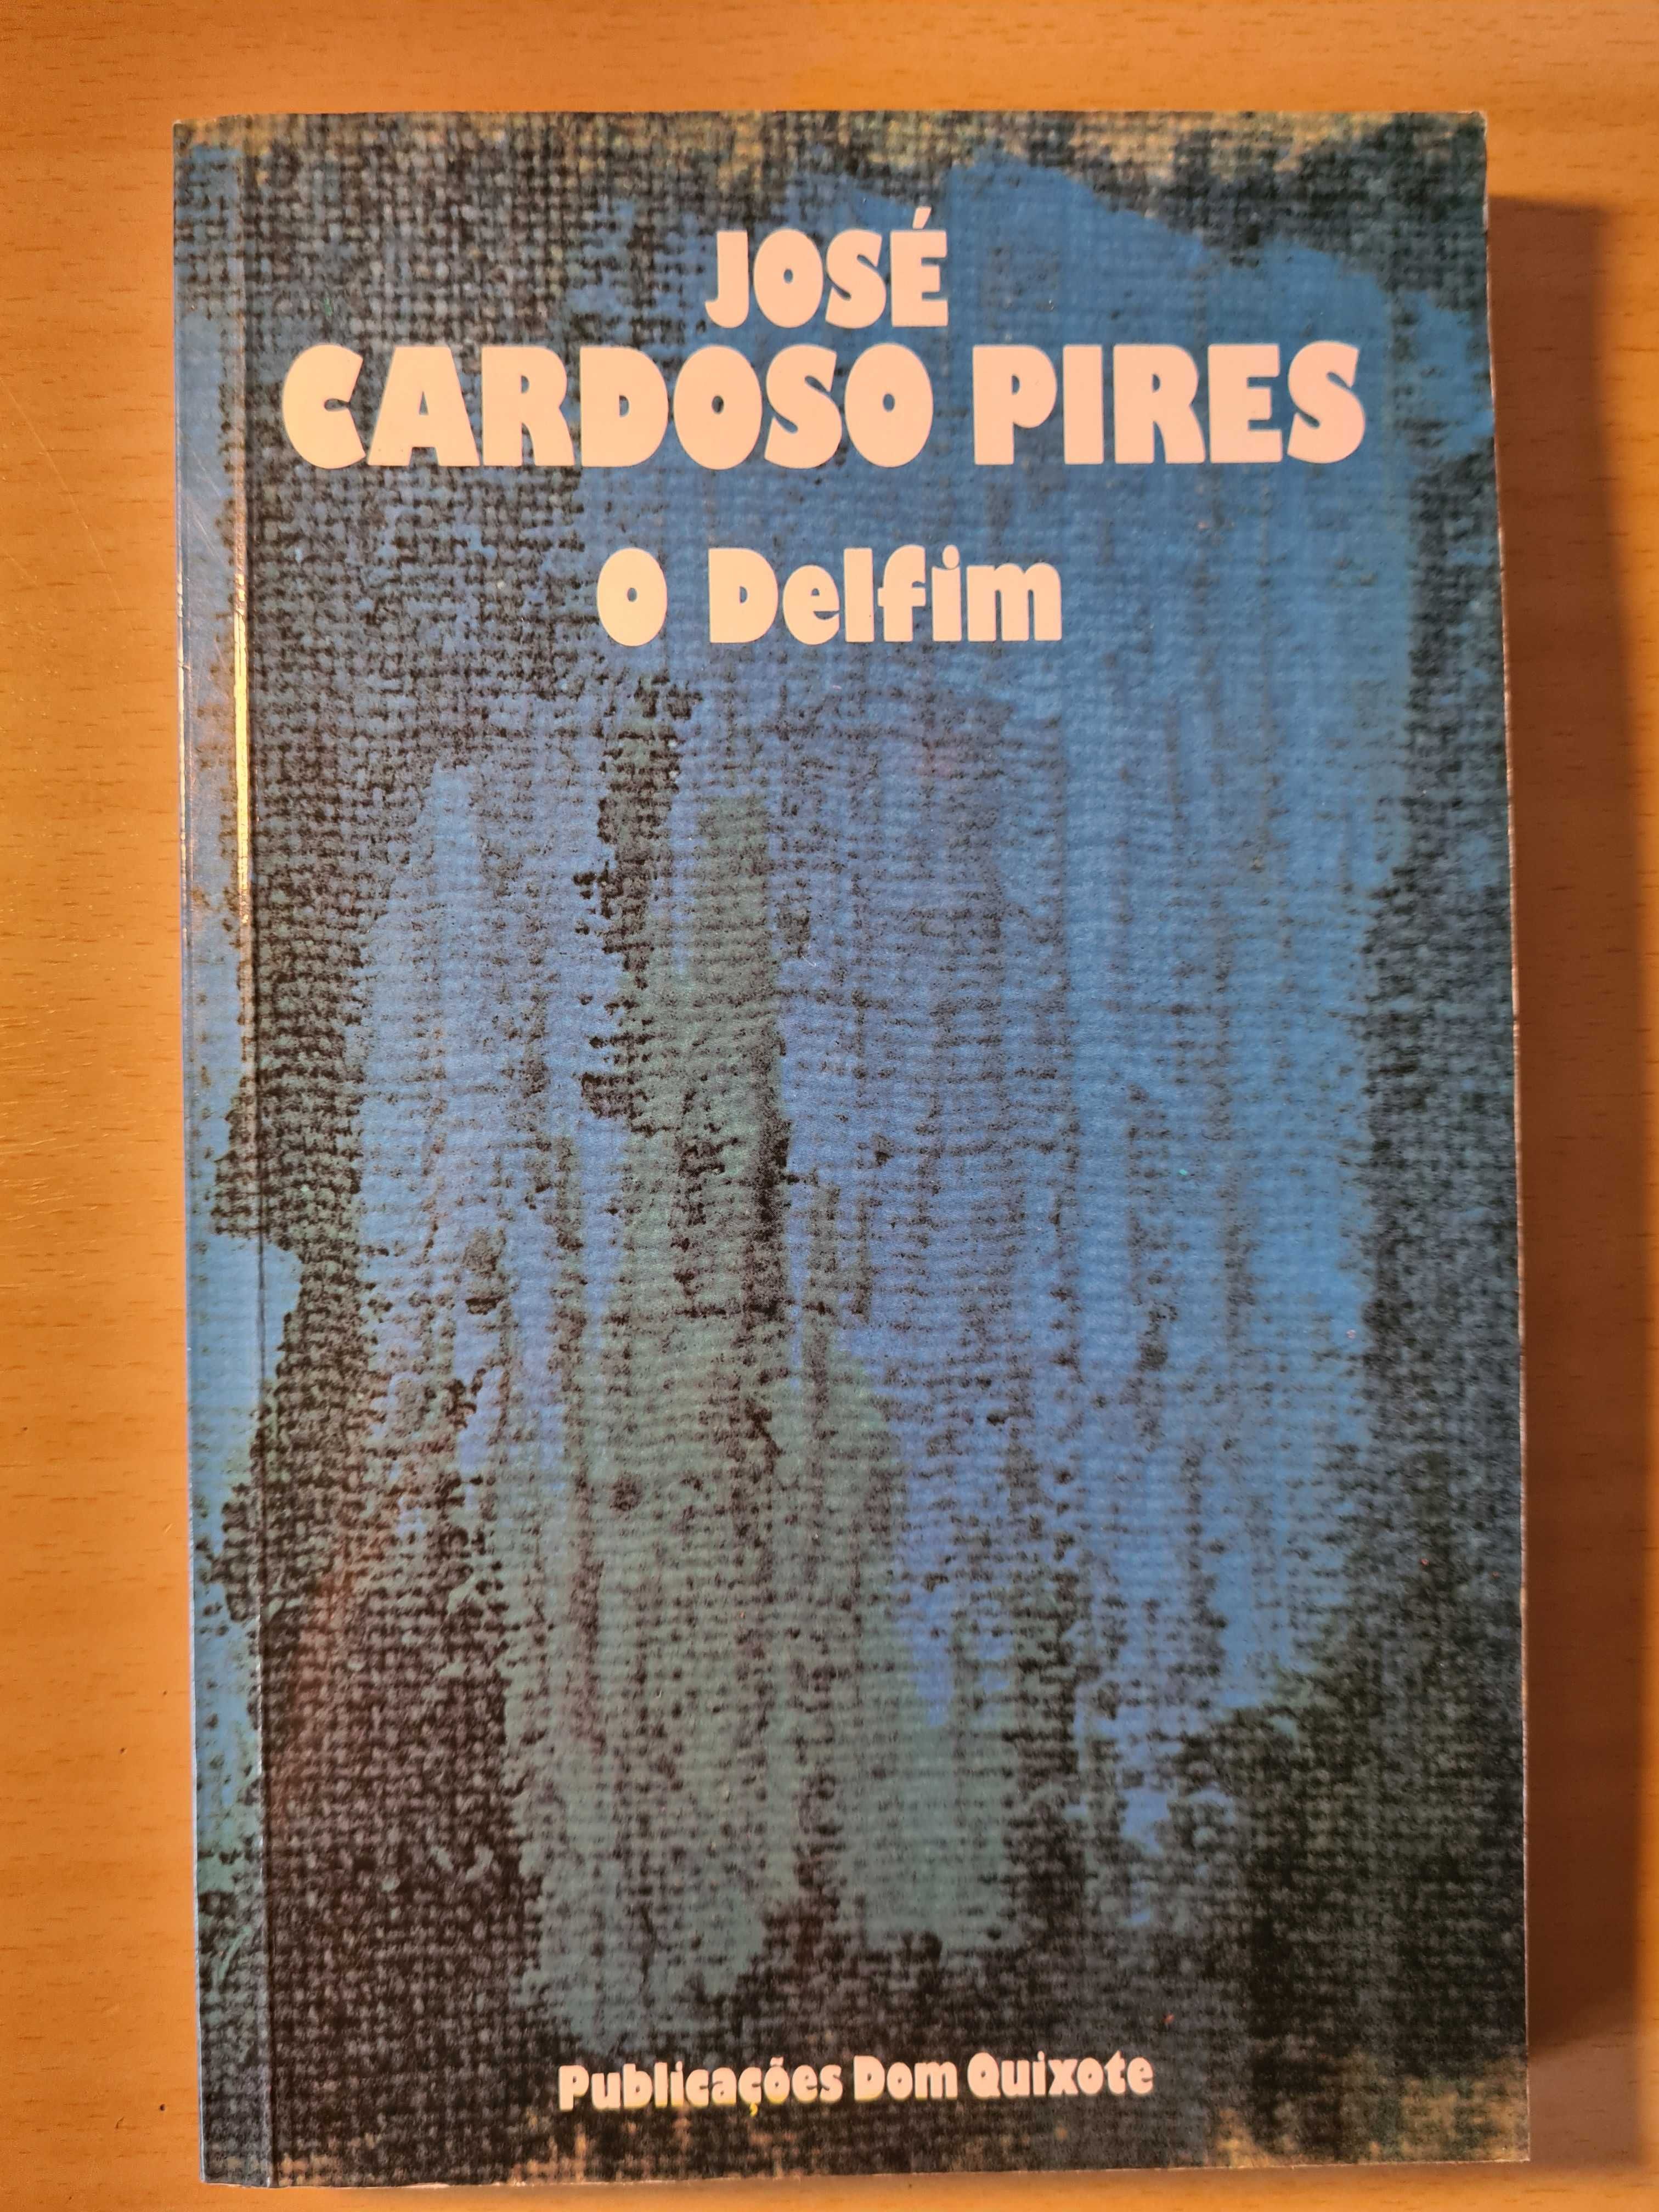 JOSÉ
CARDOSO PIRES
O Delfim
Publicações Dom Quixote